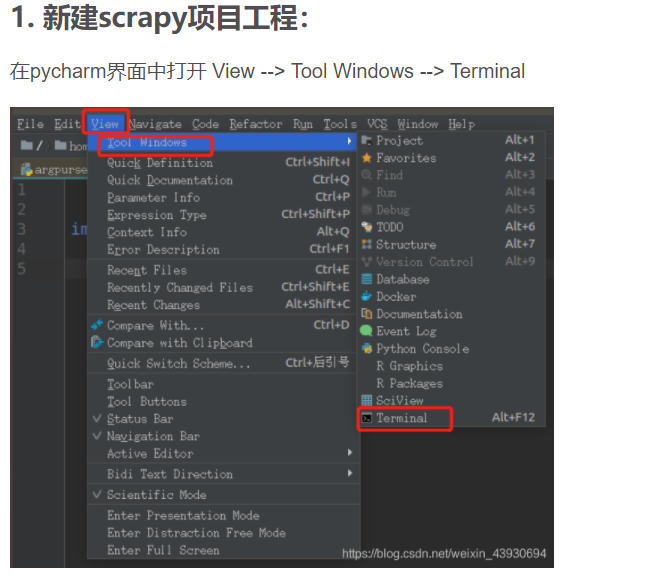 1. 新建scrapy项目工程：
在pycharm界面中打开 View --> Tool Windows --> Terminal
File Edit View Navigate Code Refactor Run Tools VCS Window Help
/ hom
Tool Windows
argpurse
Quick Definition Ctrl+Shift+I
Quick Documentation Ctrl+Q
Parameter Info Ctrl+P
Expression Type Ctrl+Shift+P
Context Info Alt+Q
Error Description Ctrl+F1
Recent Files Ctrl+E
Recently Changed Files Ctrl+Shift+E
Recent Changes Alt+Shift+C
Compare With... Ctrl+D
Compare with Clipboard
Quick Switch Scheme... Ctrl+后引号
Toolbar
Tool Buttons
Status Bar
Navigation Bar
Active Editor
Bidi Text Direction
Scientific Mode
Enter Presentation Mode
Enter Distraction Free Mode
Enter Full Screen
1
2
3 im
4
5
Project Alt+1
Favorites Alt+2
Find Alt+3
Run Alt+4
Debug Alt+5
TODO Alt+6
Structure Alt+7
Version Control Alt+9
Database
Docker
Documentation
Event Log
Python Console
R Graphics
R Packages
SciView
Terminal Alt+F12
https://blog.csdn.net/weixin_43930694